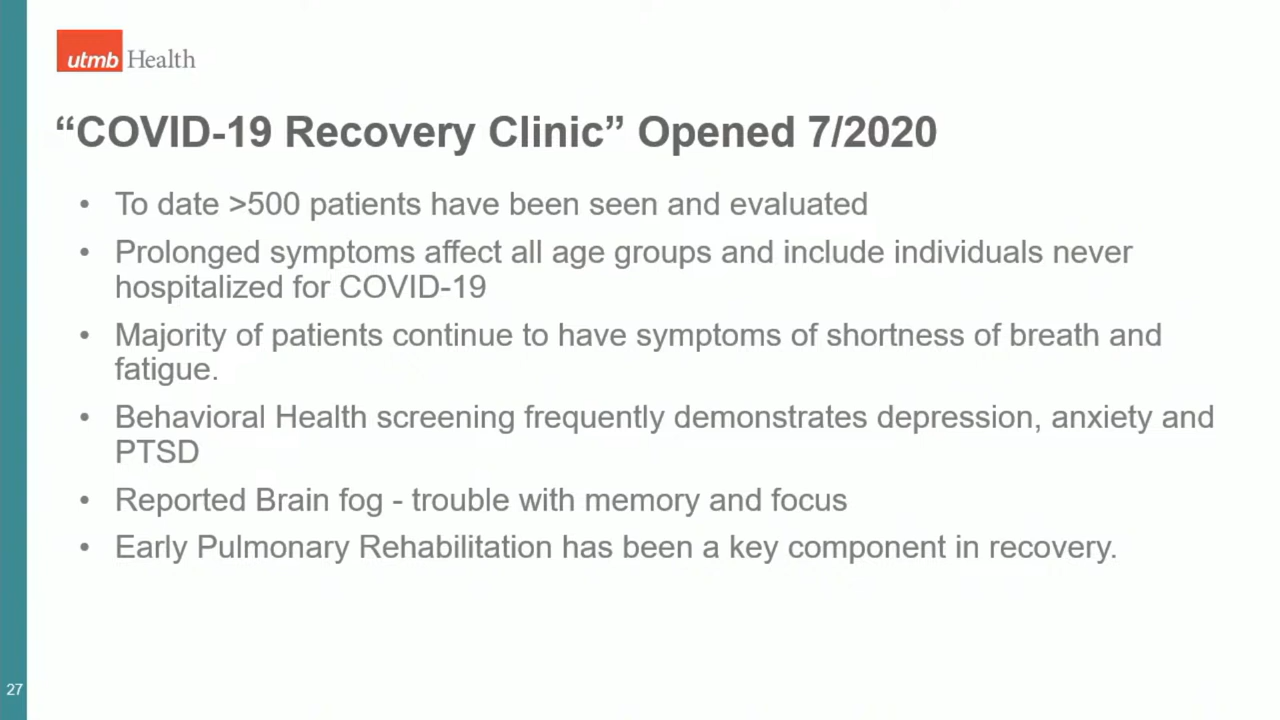 utmb Health
“COVID-19 Recovery Clinic” Opened 7/2020
• To date >500 patients have been seen and evaluated
• Prolonged symptoms affect all age groups and include individuals never
hospitalized for COVID-19
• Majority of patients continue to have symptoms of shortness of breath and
fatigue.
• Behavioral Health screening frequently demonstrates depression, anxiety and
PTSD
• Reported Brain fog - trouble with memory and focus
• Early Pulmonary Rehabilitation has been a key component in recovery.
27